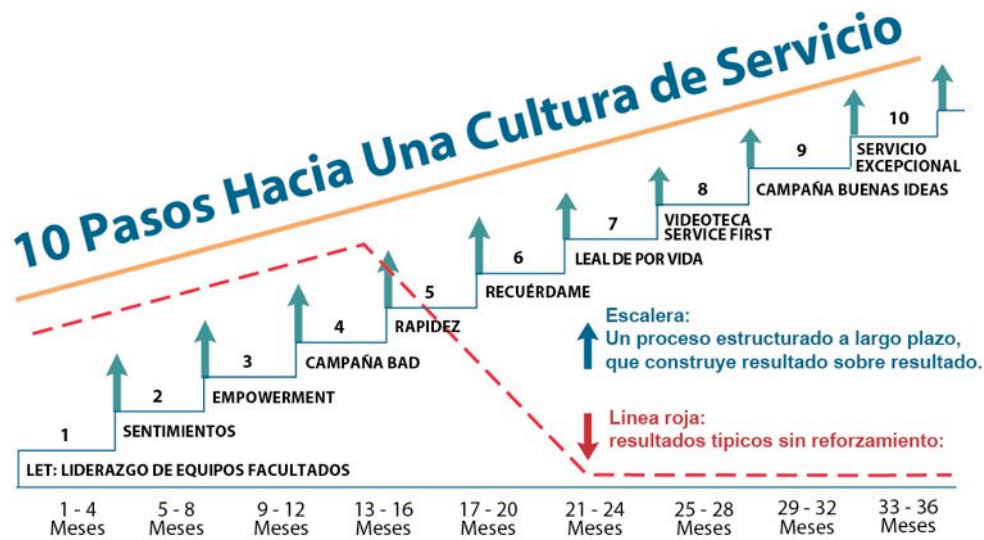 10 Pasos Hacia Una Cultura de Servicio
1
LET: LIDERAZGO DE EQUIPOS FACULTADOS
2
SENTIMIENTOS
3
EMPOWERMENT
4
CAMPAÑA BAD
5
RAPIDEZ
6
RECUÉRDAME
7
LEAL DE POR VIDA
8
VIDEOTECA
SERVICE FIRST
9
CAMPAÑA BUENAS IDEAS
10
SERVICIO
EXCEPCIONAL
Escalera:
Un proceso estructurado a largo plazo,
que construye resultado sobre resultado.
Linea roja:
resultados típicos sin reforzamiento:
1 - 4
Meses
5 - 8
Meses
9 - 12
Meses
13 - 16
Meses
17 - 20
Meses
21 - 24
Meses
25 - 28
Meses
29 - 32
Meses
33 - 36
Meses